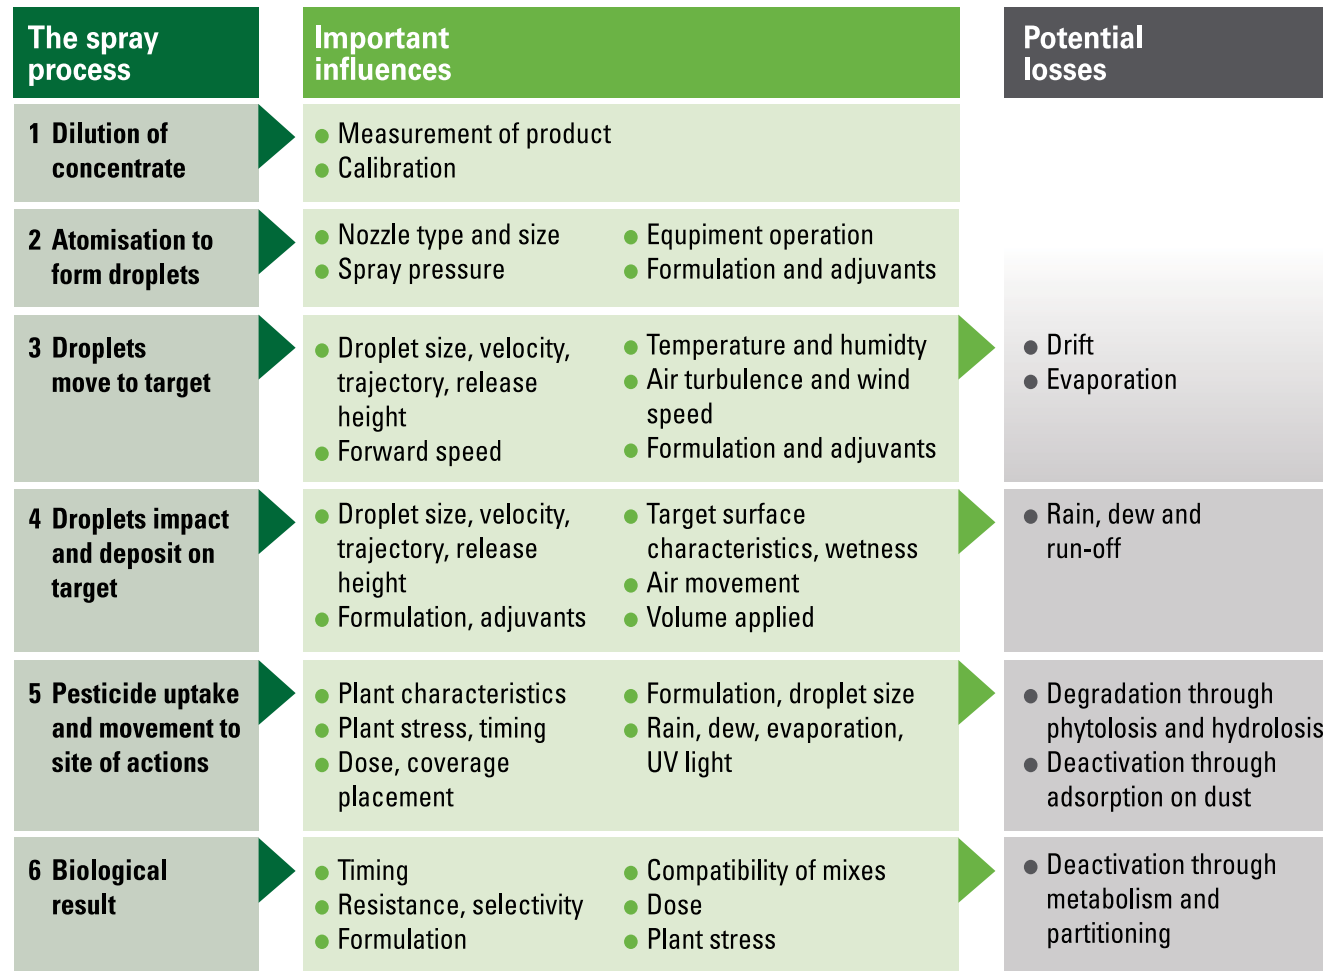 The spray
process
Important
influences
Potential
losses
1 Dilution of
concentrate
● Measurement of product
● Calibration
2 Atomisation to
form droplets
● Nozzle type and size
● Spray pressure
● Equpiment operation
● Formulation and adjuvants
3 Droplets
move to target
● Droplet size, velocity,
trajectory, release
height
● Forward speed
● Temperature and humidty
● Air turbulence and wind
speed
● Formulation and adjuvants
● Drift
● Evaporation
4 Droplets impact
and deposit on
target
● Droplet size, velocity,
trajectory, release
height
● Formulation, adjuvants
● Target surface
characteristics, wetness
● Air movement
● Volume applied
● Rain, dew and
run-off
5 Pesticide uptake
and movement to
site of actions
● Plant characteristics
● Plant stress, timing
● Dose, coverage
placement
● Formulation, droplet size
● Rain, dew, evaporation,
UV light
● Degradation through
phytolosis and hydrolosis
● Deactivation through
adsorption on dust
6 Biological
result
● Timing
● Resistance, selectivity
● Formulation
● Compatibility of mixes
● Dose
● Plant stress
● Deactivation through
metabolism and
partitioning